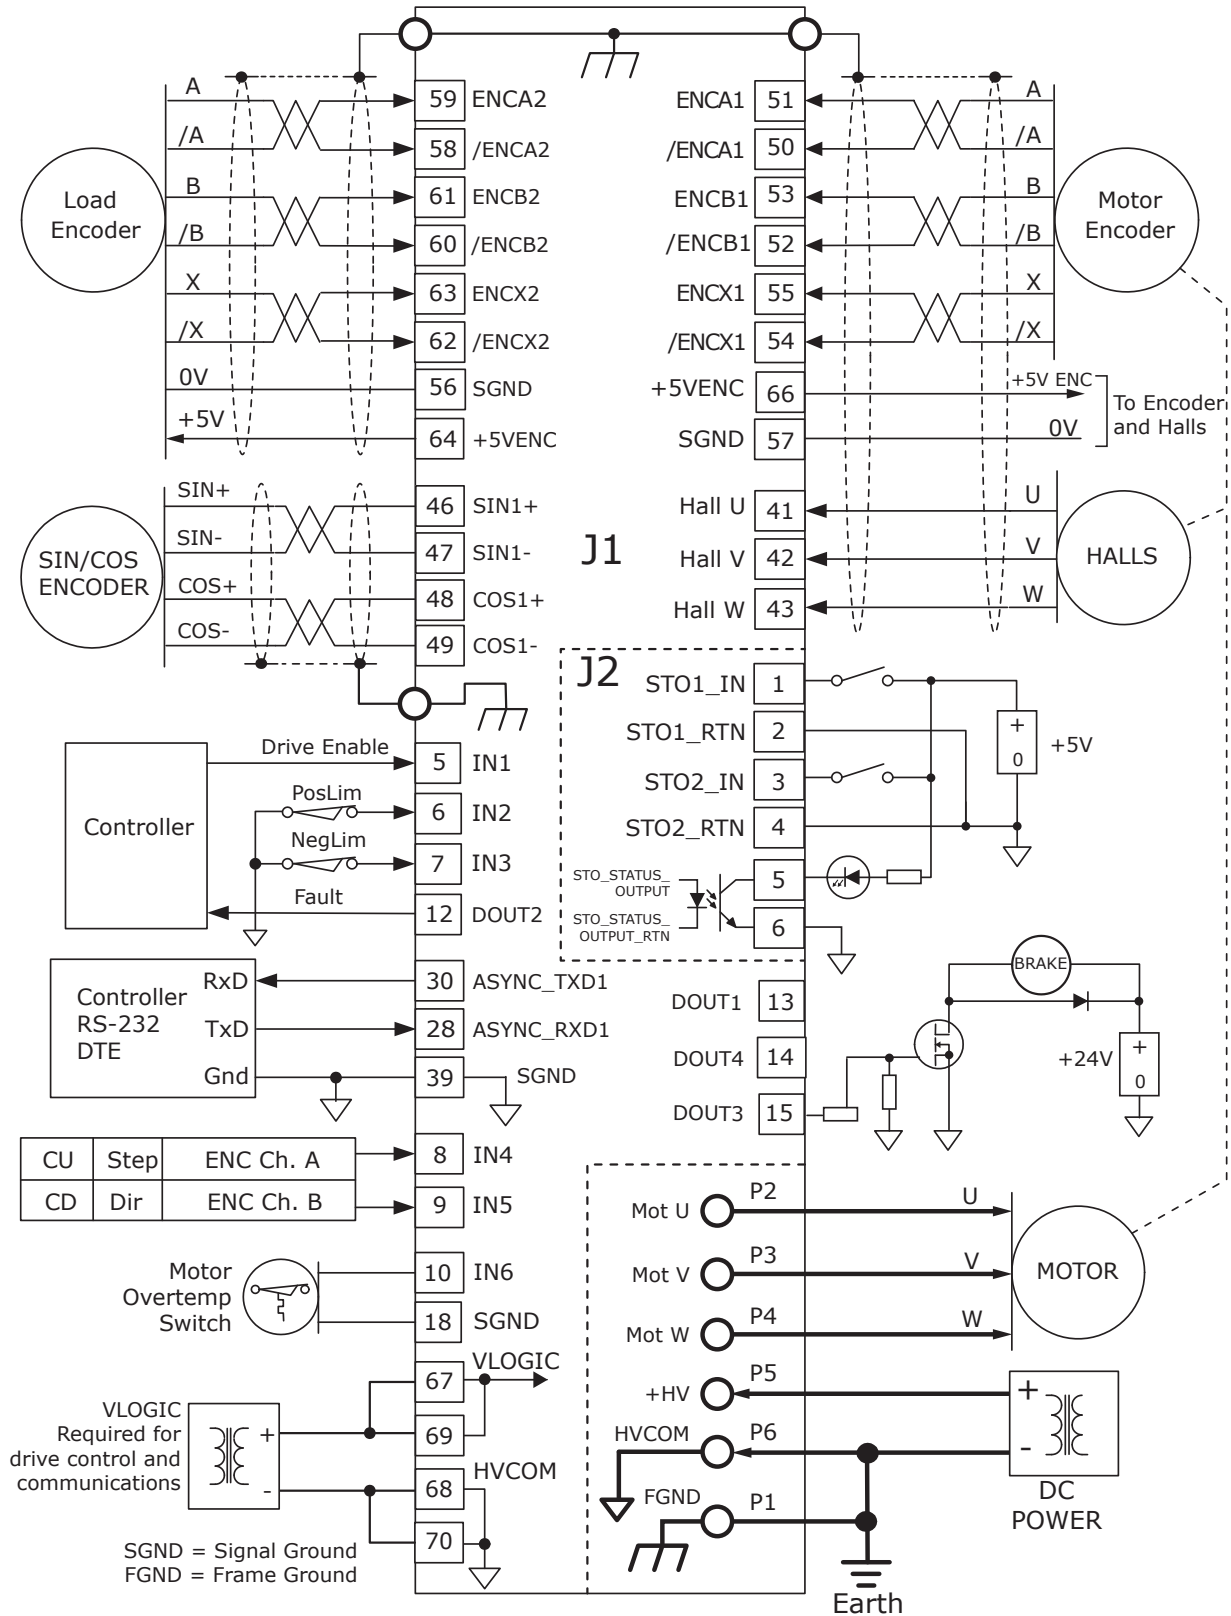 A
59 ENCA2
/A
58 /ENCA2
Load
Encoder
B
61 ENCB2
/B
60 /ENCB2
X
63 ENCX2
/X
62 /ENCX2
0V
56 SGND
+5V
64 +5VENC
SIN/COS
ENCODER
SIN+
46 SIN1+
SIN-
47 SIN1-
COS+
48 COS1+
COS-
49 COS1-
J1
ENCA1 51
A
/ENCA1 50
/A
ENCB1 53
B
/ENCB1 52
/B
Motor
Encoder
ENCX1 55
X
/ENCX1 54
/X
+5VENC 66
+5V ENC
SGND 57
0V
To Encoder
and Halls
Hall U 41
U
Hall V 42
V
Hall W 43
W
HALLS
J2
STO1_IN 1
STO1_RTN 2
STO2_IN 3
STO2_RTN 4
+
0
+5V
STO_STATUS_
OUTPUT
5
STO_STATUS_
OUTPUT_RTN
6
Controller
Drive Enable
5 IN1
PosLim
6 IN2
NegLim
7 IN3
Fault
12 DOUT2
Controller
RS-232
DTE
RxD
30 ASYNC_TXD1
TxD
28 ASYNC_RXD1
Gnd
39 SGND
DOUT1 13
DOUT4 14
DOUT3 15
BRAKE
+24V
+
0
CU Step ENC Ch. A
8 IN4
CD Dir ENC Ch. B
9 IN5
Motor
Overtemp
Switch
10 IN6
18 SGND
VLOGIC
Required for
drive control and
communications
+
-
67 VLOGIC
69
68 HVCOM
70
SGND = Signal Ground
FGND = Frame Ground
Mot U P2 U
Mot V P3 V
Mot W P4 W
MOTOR
+HV P5
HVCOM P6
FGND P1
+
-
DC
POWER
Earth